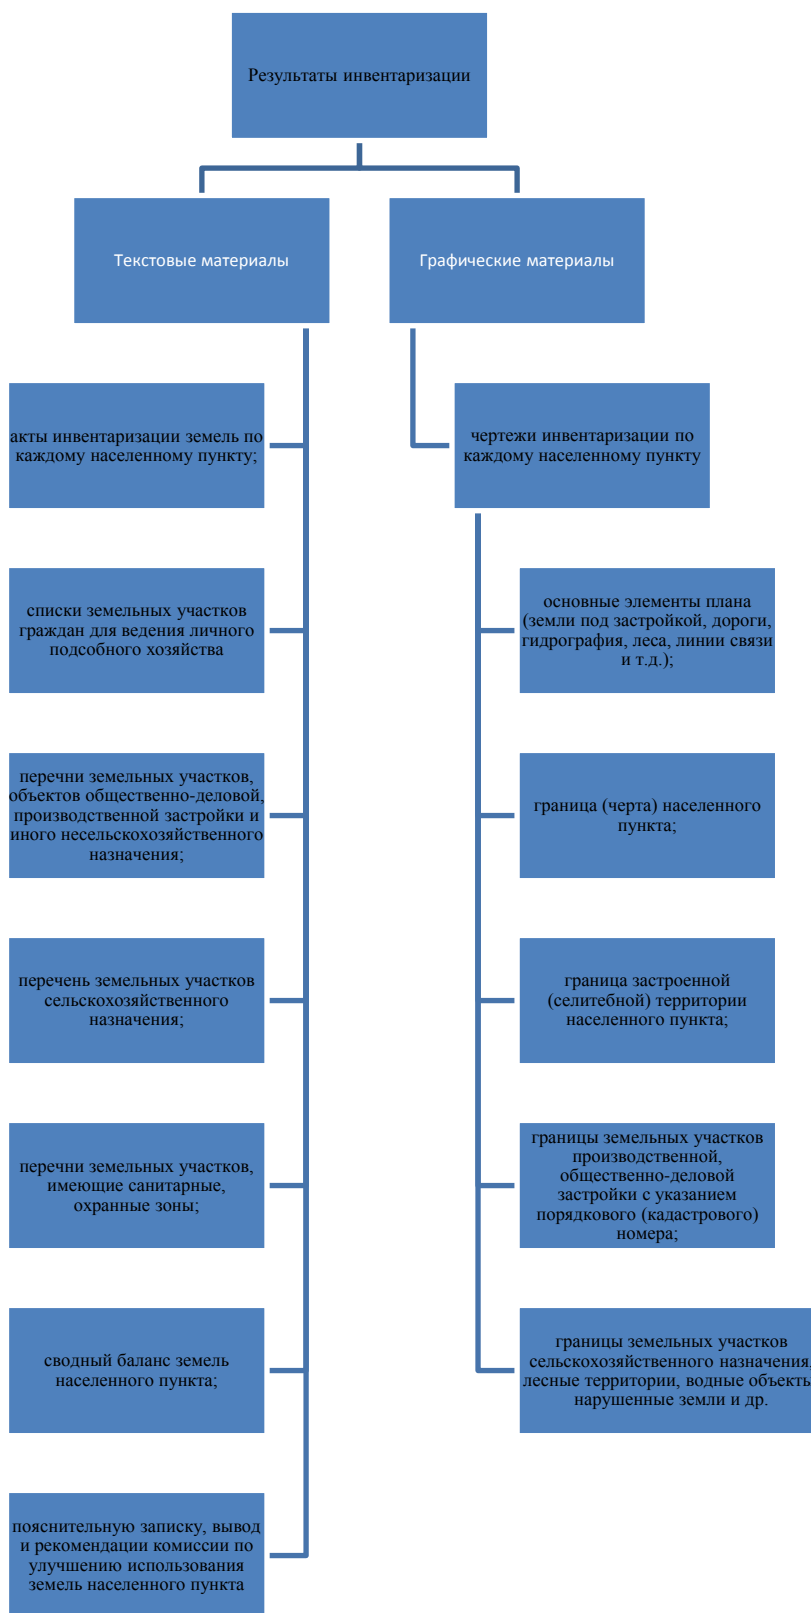 Результаты инвентаризации
Текстовые материалы
Графические материалы
акты инвентаризации земель по
каждому населенному пункту;
списки земельных участков
граждан для ведения личного
подсобного хозяйства
перечни земельных участков,
объектов общественно-деловой,
производственной застройки и
иного несельскохозяйственного
назначения;
перечень земельных участков
сельскохозяйственного
назначения;
перечни земельных участков,
имеющие санитарные,
охранные зоны;
сводный баланс земель
населенного пункта;
пояснительную записку, вывод
и рекомендации комиссии по
улучшению использования
земель населенного пункта
чертежи инвентаризации по
каждому населенному пункту
основные элементы плана
(земли под застройкой, дороги,
гидрография, леса, линии связи
и т.д.);
граница (черта) населенного
пункта;
граница застроенной
(селитебной) территории
населенного пункта;
границы земельных участков
производственной,
общественно-деловой
застройки с указанием
порядкового (кадастрового)
номера;
границы земельных участков
сельскохозяйственного назначения,
лесные территории, водные объекты
нарушенные земли и др.